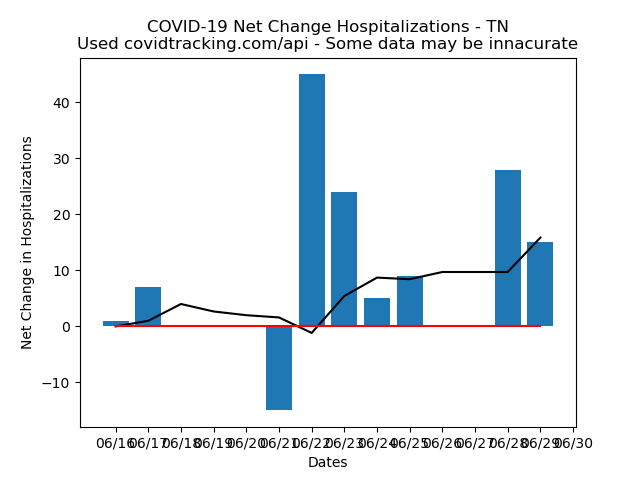 COVID-19 Net Change Hospitalizations - TN
Used covidtracking.com/api - Some data may be innacurate
Net Change in Hospitalizations
40
30
20
10
0
−10
06/16 06/17 06/18 06/19 06/20 06/21 06/22 06/23 06/24 06/25 06/26 06/27 06/28 06/29 06/30
Dates